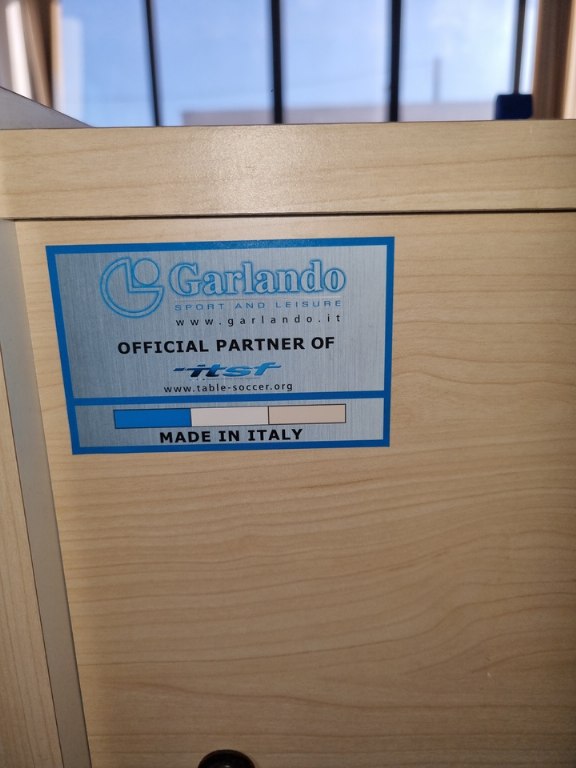 Garlando
SPORT AND LEISURE
www.garlando.it
OFFICIAL PARTNER OF
itsf
www.table-soccer.org
MADE IN ITALY